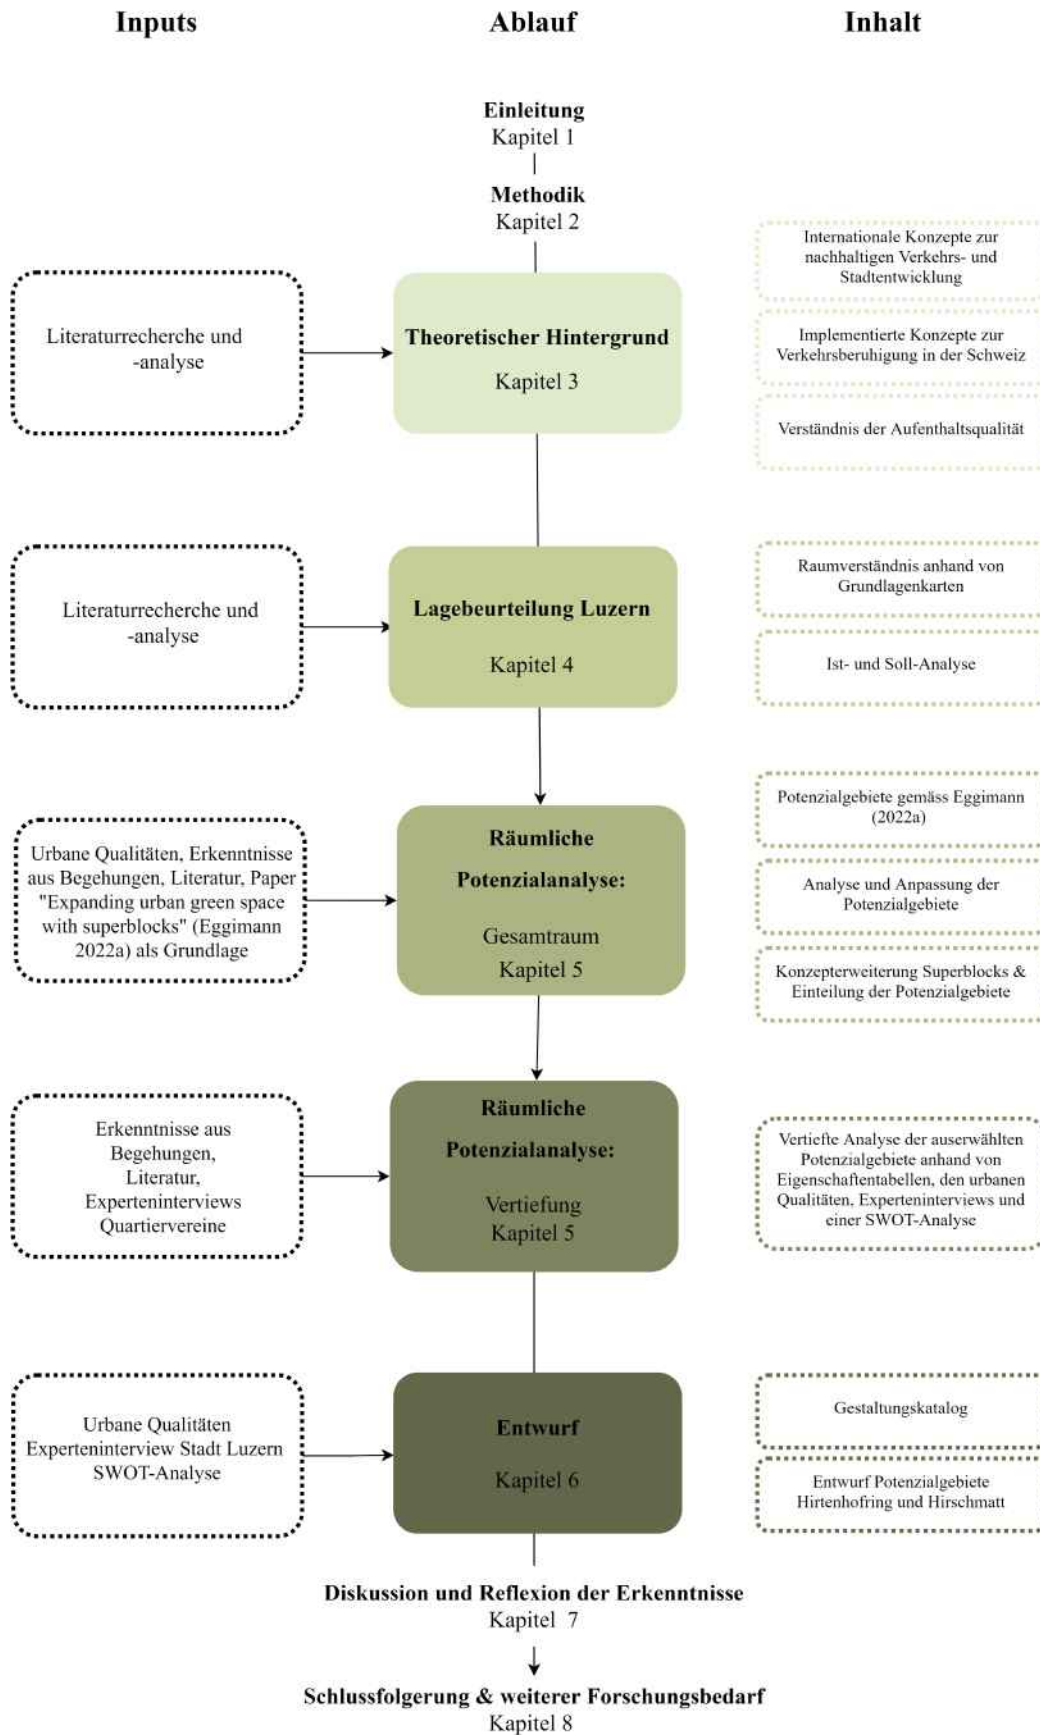 Inputs
Ablauf
Inhalt
Einleitung
Kapitel 1
Methodik
Kapitel 2
Literaturrecherche und
-analyse
Theoretischer Hintergrund
Kapitel 3
Internationale Konzepte zur
nachhaltigen Verkehrs- und
Stadtentwicklung
Implementierte Konzepte zur
Verkehrsberuhigung in der Schweiz
Verständnis der Aufenthaltsqualität
Literaturrecherche und
-analyse
Lagebeurteilung Luzern
Kapitel 4
Raumverständnis anhand von
Grundlagenkarten
Ist- und Soll-Analyse
Urbane Qualitäten, Erkenntnisse
aus Begehungen, Literatur, Paper
"Expanding urban green space
with superblocks" (Eggimann
2022a) als Grundlage
Räumliche
Potenzialanalyse:
Gesamtraum
Kapitel 5
Potenzialgebiete gemäss Eggimann
(2022a)
Analyse und Anpassung der
Potenzialgebiete
Konzepterweiterung Superblocks &
Einteilung der Potenzialgebiete
Erkenntnisse aus
Begehungen,
Literatur,
Experteninterviews
Quartiervereine
Räumliche
Potenzialanalyse:
Vertiefung
Kapitel 5
Vertiefte Analyse der auserwählten
Potenzialgebiete anhand von
Eigenschaftentabellen, den urbanen
Qualitäten, Experteninterviews und
einer SWOT-Analyse
Urbane Qualitäten
Experteninterview Stadt Luzern
SWOT-Analyse
Entwurf
Kapitel 6
Gestaltungskatalog
Entwurf Potenzialgebiete
Hirtenhofring und Hirschmatt
Diskussion und Reflexion der Erkenntnisse
Kapitel 7
Schlussfolgerung & weiterer Forschungsbedarf
Kapitel 8